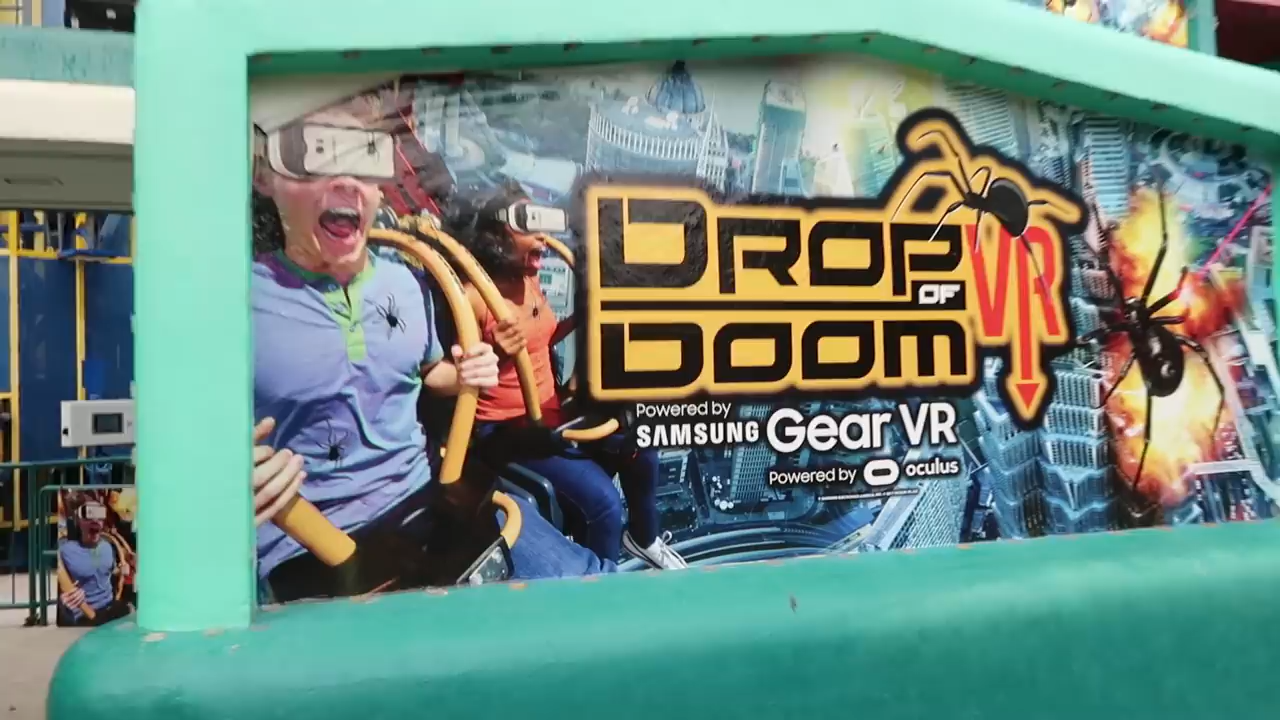 DROP
OF
DOOM
VR
Powered by
SAMSUNG Gear VR
Powered by oculus